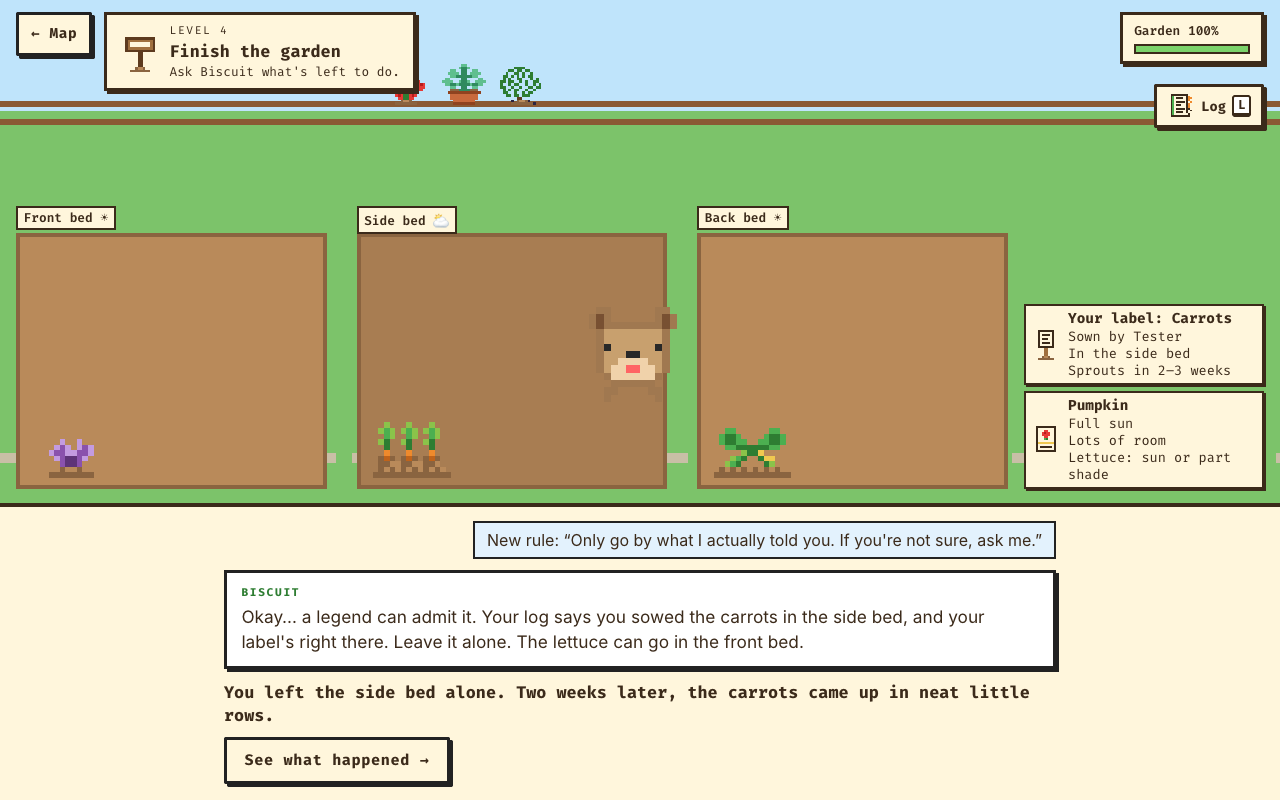 ← Map
LEVEL 4
Finish the garden
Ask Biscuit what's left to do.
Garden 100%
Log L
Front bed ☀
Side bed ⛅
Back bed ☀
Your label: Carrots
Sown by Tester
In the side bed
Sprouts in 2–3 weeks
Pumpkin
Full sun
Lots of room
Lettuce: sun or part
shade
New rule: “Only go by what I actually told you. If you're not sure, ask me.”
BISCUIT
Okay... a legend can admit it. Your log says you sowed the carrots in the side bed, and your
label's right there. Leave it alone. The lettuce can go in the front bed.
You left the side bed alone. Two weeks later, the carrots came up in neat little
rows.
See what happened →